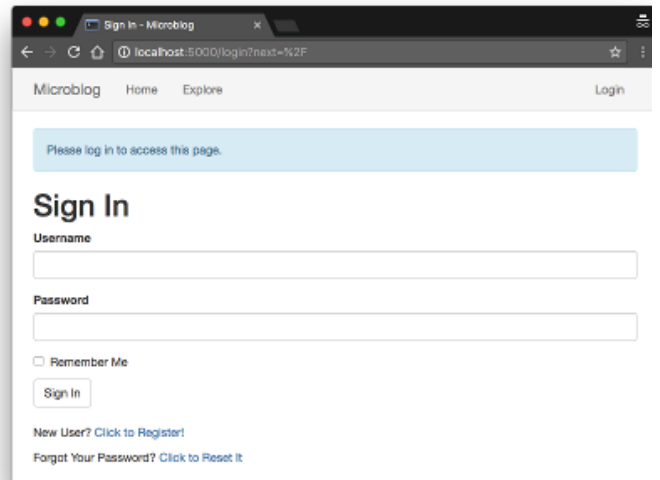 Sign In - Microblog
localhost:5000/login?next=%2F
Microblog Home Explore Login
Please log in to access this page.
Sign In
Username
Password
Remember Me
Sign In
New User? Click to Register!
Forgot Your Password? Click to Reset It